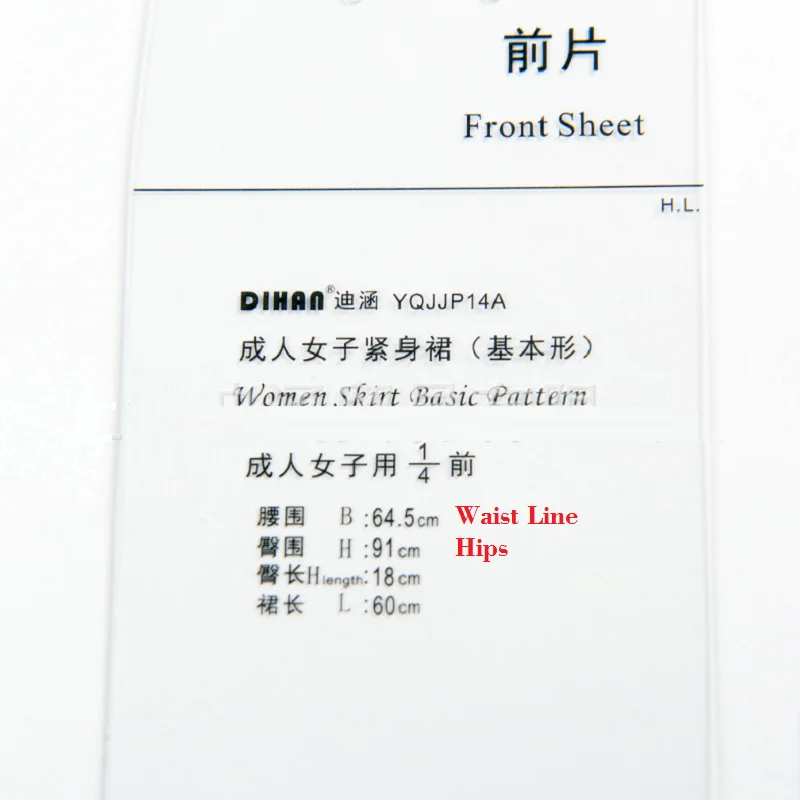 前片
Front Sheet
H.L.
DIHAN® 迪涵 YQJJP14A
成人女子紧身裙（基本形）
Women Skirt Basic Pattern
成人女子用 1/4 前
腰围 B :64.5cm Waist Line
臀围 H :91cm Hips
臀长Hlength:18cm
裙长 L :60cm